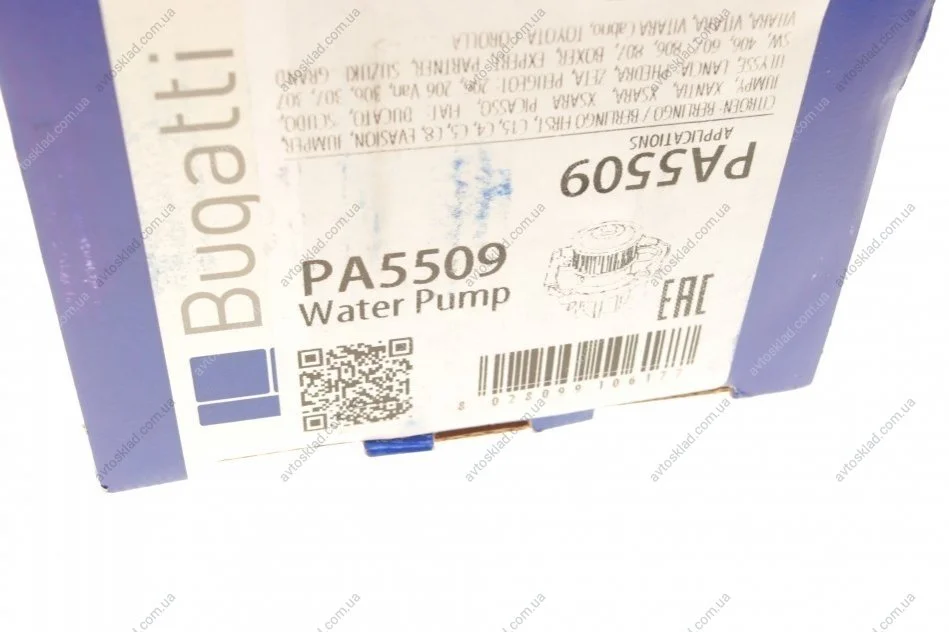 Bugatti
PA5509
Water Pump
EAC
8 028099 106177
PA5509
APPLICATIONS
CITROEN: BERLINGO / BERLINGO FIRST, C15, C4, C5, C8, EVASION, JUMPER,
JUMPY, XANTIA, XSARA, XSARA PICASSO, FIAT: DUCATO, SCUDO,
ULYSSE, LANCIA: PHEDRA, ZETA, PEUGEOT: 206, 206 Van, 306, 307, 307
SW, 406, 607, 806, 807, BOXER, EXPERT, PARTNER, SUZUKI: GRAND
VITARA, VITARA, VITARA Cabrio, TOYOTA: COROLLA
avtosklad.com.ua